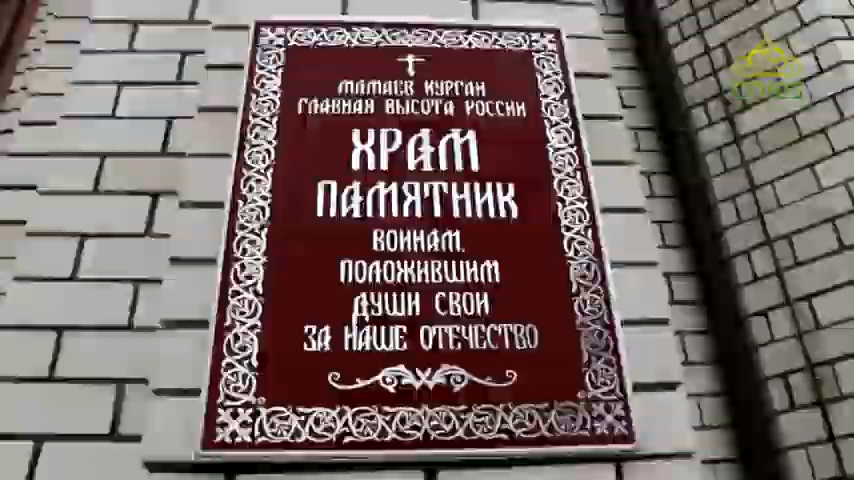 МАМАЕВ КУРГАН
ГЛАВНАЯ ВЫСОТА РОССИИ
ХРАМ
ПАМЯТНИК
ВОИНАМ,
ПОЛОЖИВШИМ
ДУШИ СВОИ
ЗА НАШЕ ОТЕЧЕСТВО